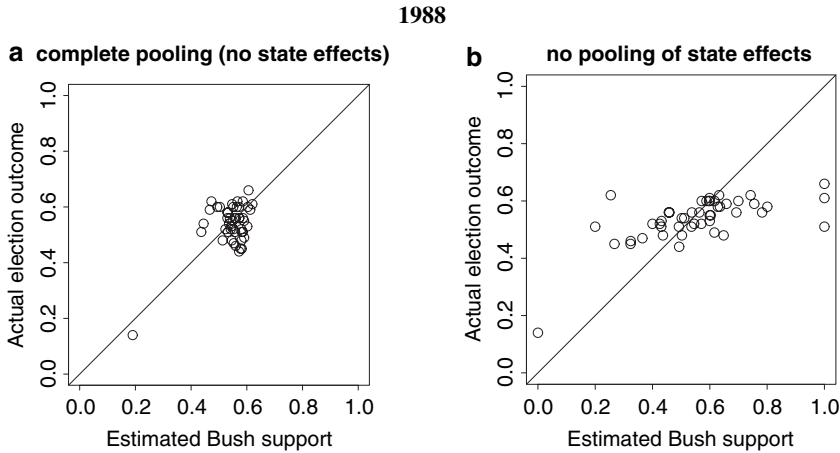 1988
a complete pooling (no state effects)
Actual election outcome
0.0 0.2 0.4 0.6 0.8 1.0
0.0 0.2 0.4 0.6 0.8 1.0
Estimated Bush support
b no pooling of state effects
Actual election outcome
0.0 0.2 0.4 0.6 0.8 1.0
0.0 0.2 0.4 0.6 0.8 1.0
Estimated Bush support